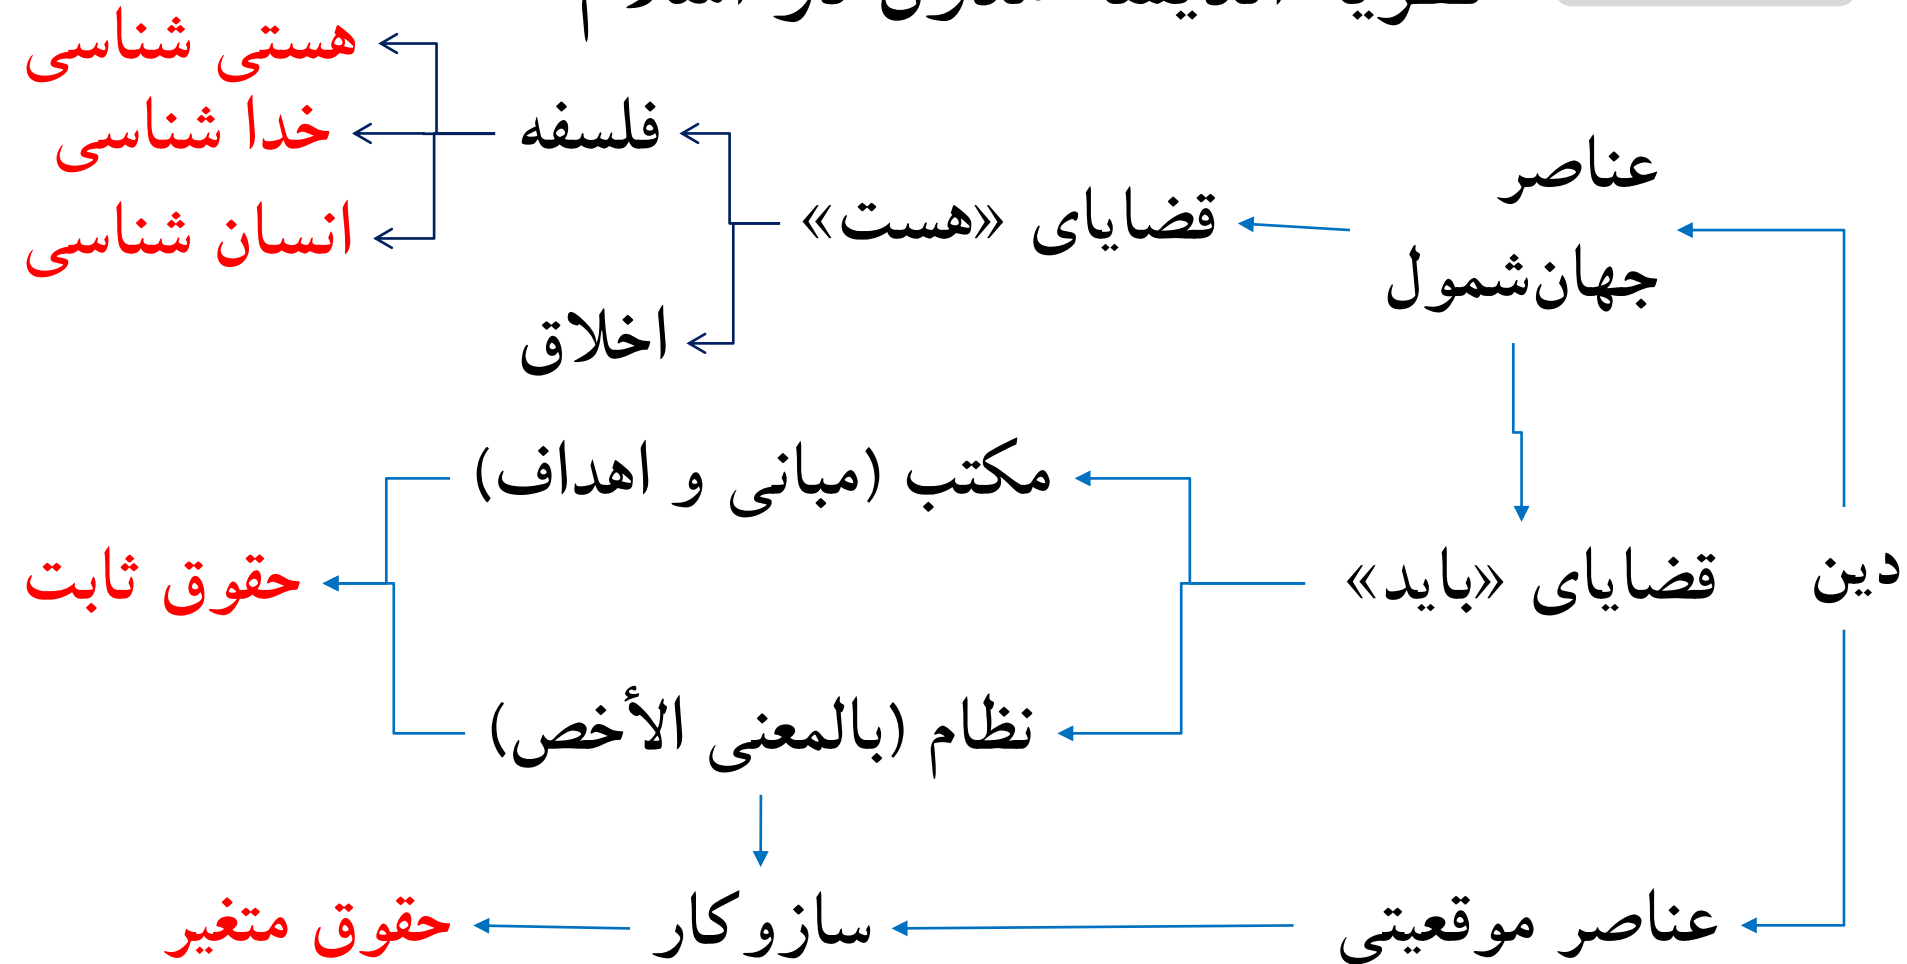 هستی شناسی
خدا شناسی
انسان شناسی
فلسفه
اخلاق
قضایای «هست»
عناصر
جهان‌شمول
مکتب (مبانی و اهداف)
حقوق ثابت
قضایای «باید»
دین
نظام (بالمعنی الأخص)
عناصر موقعیتی
سازوکار
حقوق متغیر